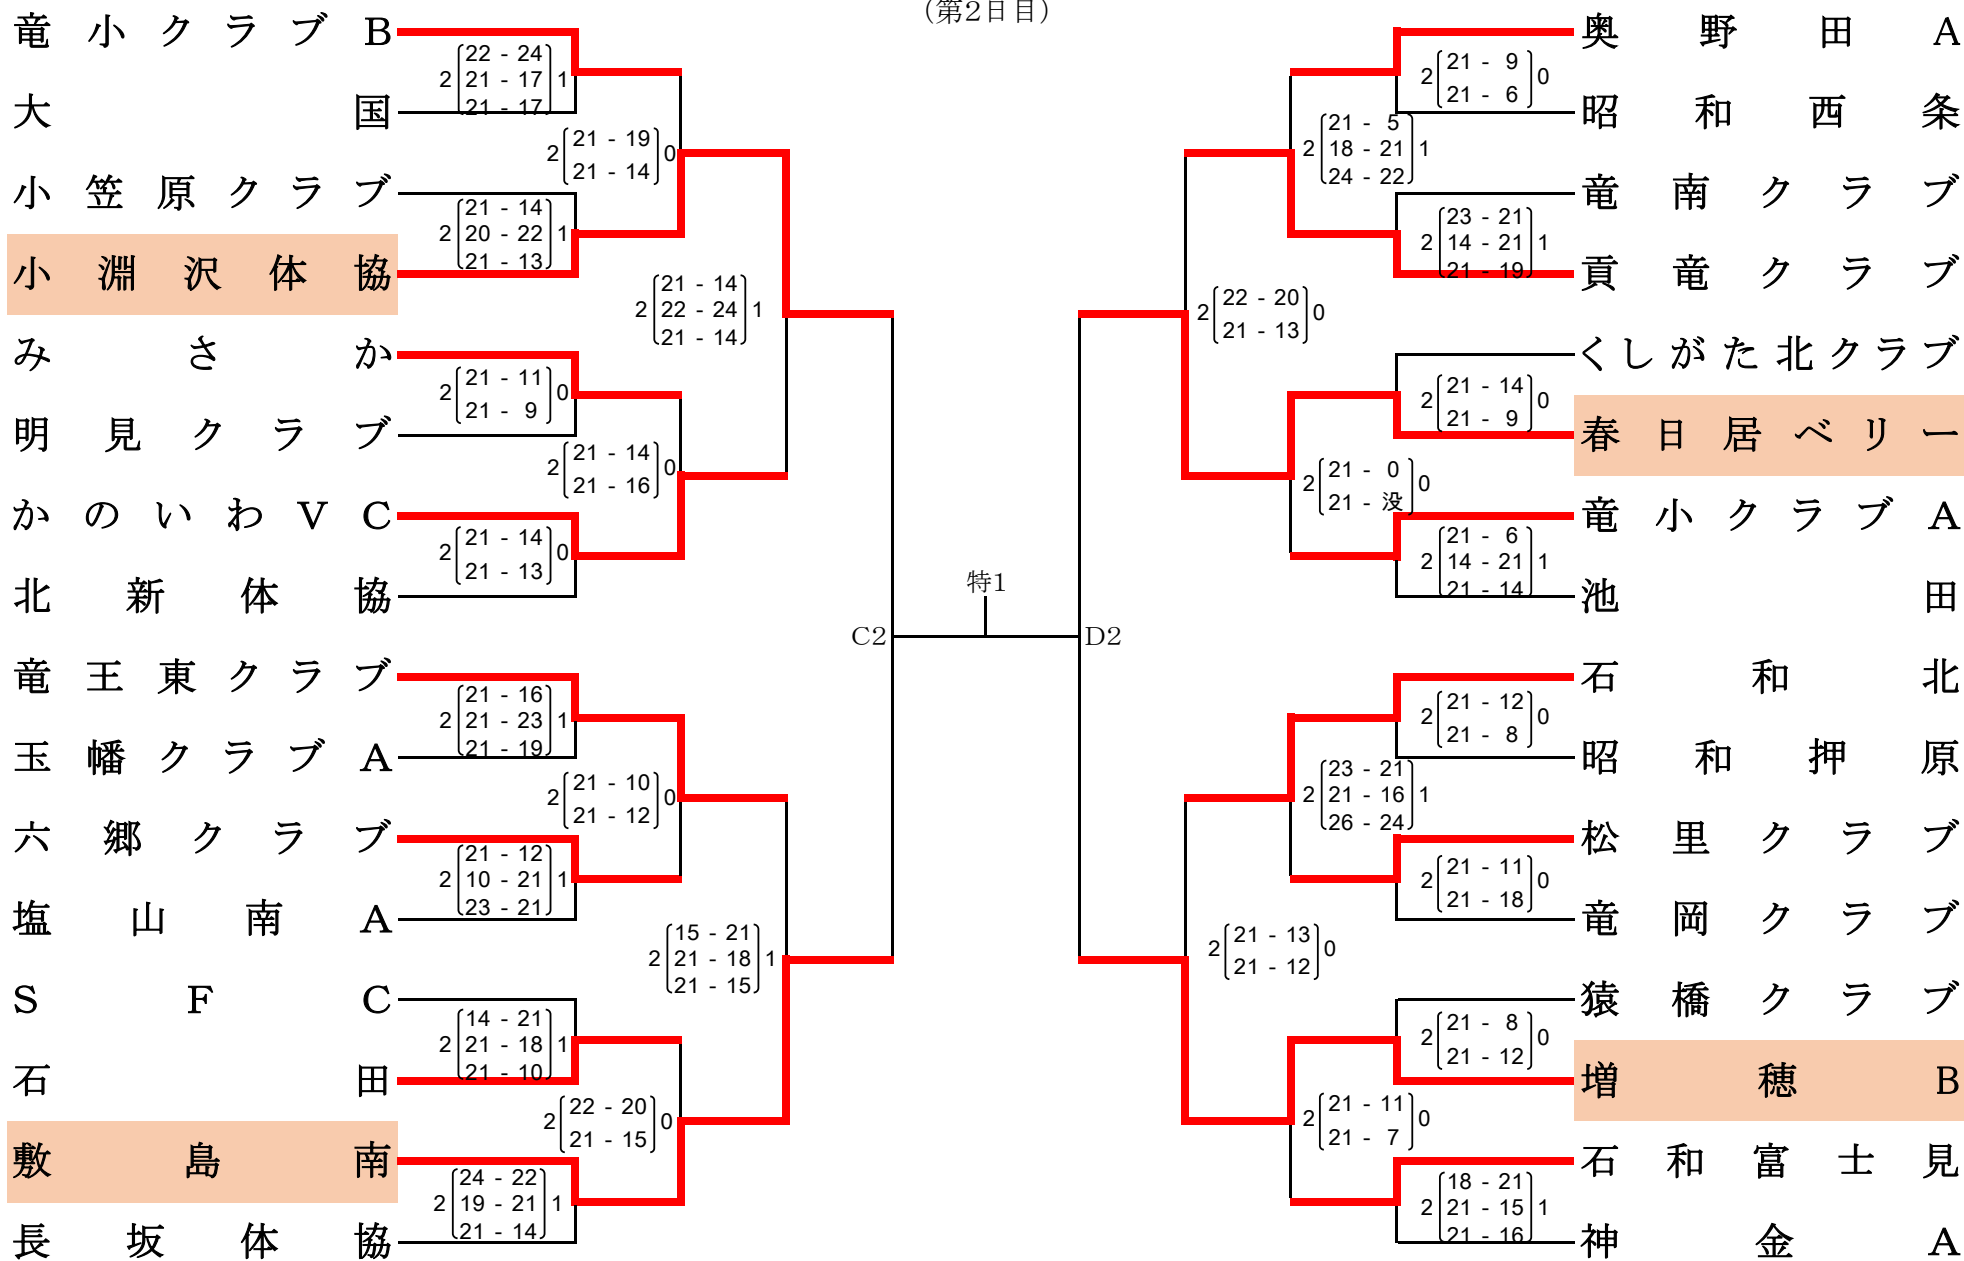 (第2日目)
竜小クラブB
22 - 24
2 21 - 17 1
21 - 17
大国
21 - 19
2 0
21 - 14
小笠原クラブ
21 - 14
2 20 - 22 1
21 - 13
小淵沢体協
21 - 14
2 22 - 24 1
21 - 14
みさか
21 - 11
2 0
21 - 9
明見クラブ
21 - 14
2 0
21 - 16
かのいわVC
21 - 14
2 0
21 - 13
北新体協
C2
竜王東クラブ
21 - 16
2 21 - 23 1
21 - 19
玉幡クラブA
21 - 10
2 0
21 - 12
六郷クラブ
21 - 12
2 10 - 21 1
23 - 21
塩山南A
15 - 21
2 21 - 18 1
21 - 15
SFC
14 - 21
2 21 - 18 1
21 - 10
石田
22 - 20
2 0
21 - 15
敷島南
24 - 22
2 19 - 21 1
21 - 14
長坂体協
特1
奥野田A
21 - 9
2 0
21 - 6
昭和西条
21 - 5
2 18 - 21 1
24 - 22
竜南クラブ
23 - 21
2 14 - 21 1
21 - 19
貢竜クラブ
22 - 20
2 0
21 - 13
くしがた北クラブ
21 - 14
2 0
21 - 9
春日居ベリー
21 - 0
2 0
21 - 没
竜小クラブA
21 - 6
2 14 - 21 1
21 - 14
池田
D2
石和北
21 - 12
2 0
21 - 8
昭和押原
23 - 21
2 21 - 16 1
26 - 24
松里クラブ
21 - 11
2 0
21 - 18
竜岡クラブ
21 - 13
2 0
21 - 12
猿橋クラブ
21 - 8
2 0
21 - 12
増穂B
21 - 11
2 0
21 - 7
石和富士見
18 - 21
2 21 - 15 1
21 - 16
神金A